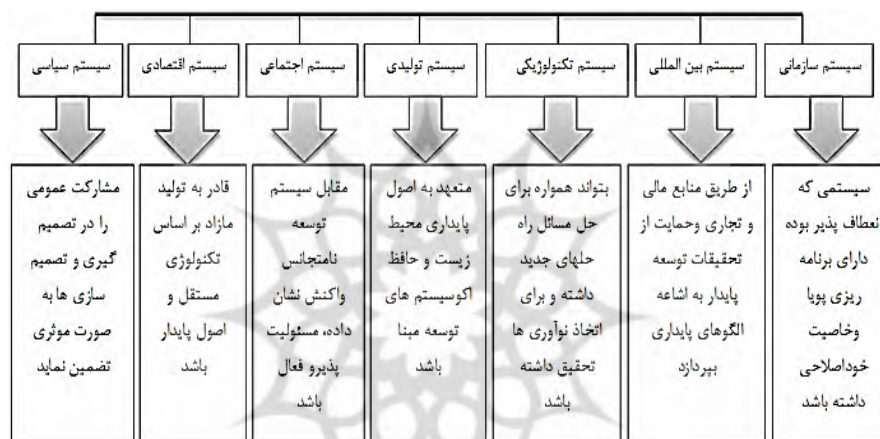 سیستم سازمانی
سیستم بین المللی
سیستم تکنولوژیکی
سیستم تولیدی
سیستم اجتماعی
سیستم اقتصادی
سیستم سیاسی
سیستمی که
نعطاف پذیر بوده
دارای برنامه
ریزی پویا
وخاصیت
خوداصلاحی
داشته باشد
از طریق منابع مالی
و تجاری وحمایت از
تحقیقات توسعه
پایدار به اشاعه
الگوهای پایداری
بپردازد
بتواند همواره برای
حل مسائل راه
حلهای جدید
داشته و برای
اتخاذ نوآوری ها
تحقیق داشته
باشد
متعهد به اصول
پایداری محیط
زیست و حافظ
اکوسیستم های
توسعه مبنا
باشد
مقابل سیستم
توسعه
نامتجانس
واکنش نشان
داده، مسئولیت
پذیرو فعال
باشد
قادر به تولید
مازاد بر اساس
تکنولوژی
مستقل و
اصول پایدار
باشد
مشارکت عمومی
را در تصمیم
گیری و تصمیم
سازی ها به
صورت موثری
تضمین نماید